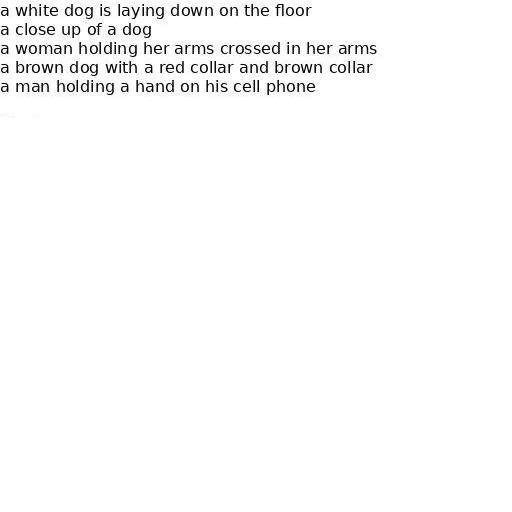 a white dog is laying down on the floor
a close up of a dog
a woman holding her arms crossed in her arms
a brown dog with a red collar and brown collar
a man holding a hand on his cell phone